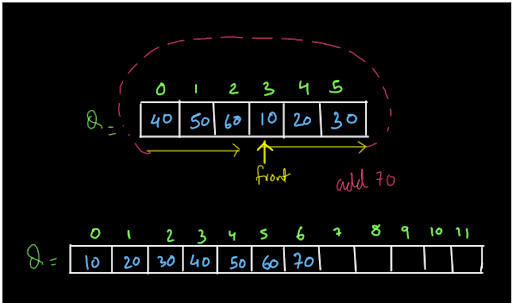 0 1 2 3 4 5
Q = 40 50 60 10 20 30
front
add 70
0 1 2 3 4 5 6 7 8 9 10 11
Q = 10 20 30 40 50 60 70